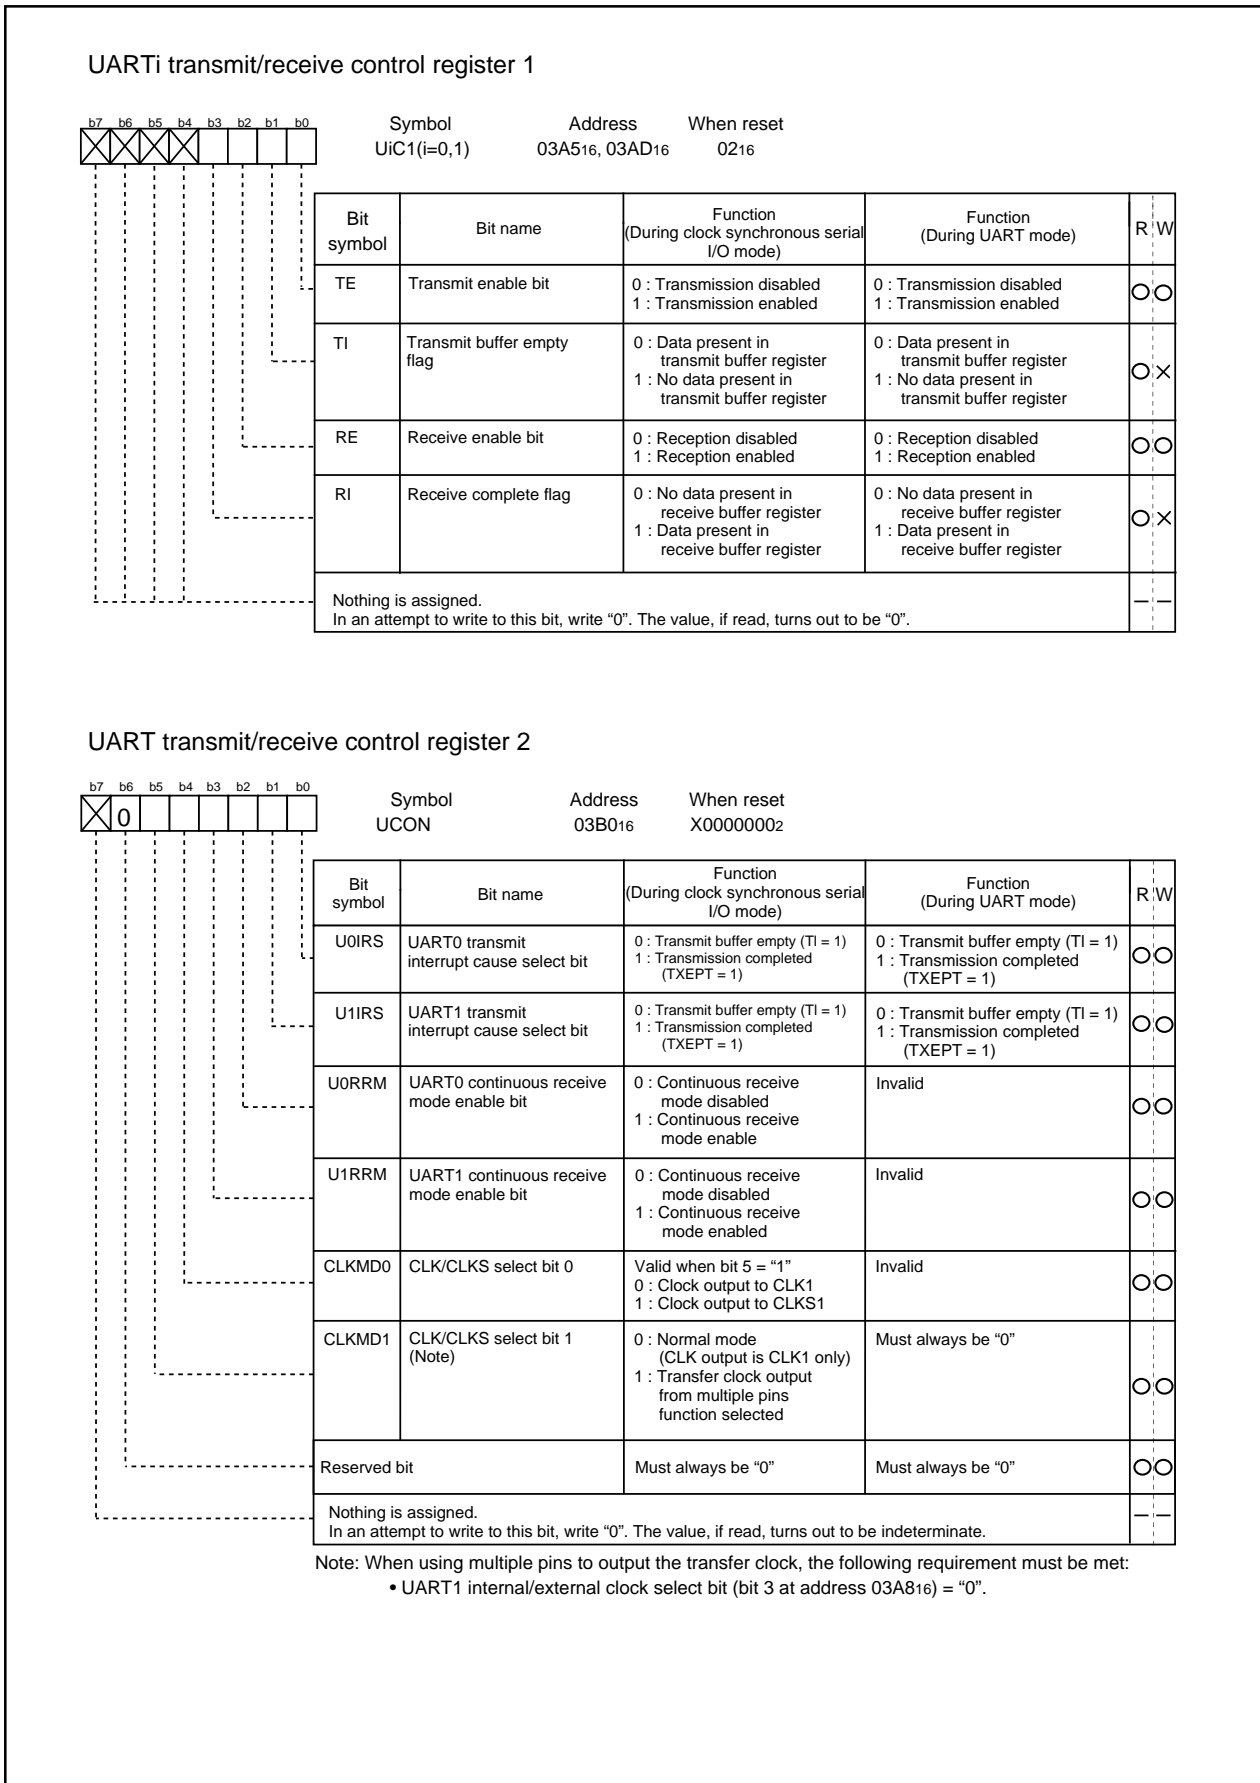 UARTi transmit/receive control register 1
b7 b6 b5 b4 b3 b2 b1 b0
Symbol Address When reset
UiC1(i=0,1) 03A516, 03AD16 0216
Bit symbol Bit name Function (During clock synchronous serial I/O mode) Function (During UART mode) R W
TE Transmit enable bit 0 : Transmission disabled 0 : Transmission disabled
1 : Transmission enabled 1 : Transmission enabled
TI Transmit buffer empty 0 : Data present in 0 : Data present in
flag transmit buffer register transmit buffer register
1 : No data present in 1 : No data present in
transmit buffer register transmit buffer register
RE Receive enable bit 0 : Reception disabled 0 : Reception disabled
1 : Reception enabled 1 : Reception enabled
RI Receive complete flag 0 : No data present in 0 : No data present in
receive buffer register receive buffer register
1 : Data present in 1 : Data present in
receive buffer register receive buffer register
Nothing is assigned.
In an attempt to write to this bit, write “0”. The value, if read, turns out to be “0”.
UART transmit/receive control register 2
b7 b6 b5 b4 b3 b2 b1 b0
0
Symbol Address When reset
UCON 03B016 X00000002
Bit symbol Bit name Function (During clock synchronous serial I/O mode) Function (During UART mode) R W
U0IRS UART0 transmit 0 : Transmit buffer empty (TI = 1) 0 : Transmit buffer empty (TI = 1)
interrupt cause select bit 1 : Transmission completed 1 : Transmission completed
(TXEPT = 1) (TXEPT = 1)
U1IRS UART1 transmit 0 : Transmit buffer empty (TI = 1) 0 : Transmit buffer empty (TI = 1)
interrupt cause select bit 1 : Transmission completed 1 : Transmission completed
(TXEPT = 1) (TXEPT = 1)
U0RRM UART0 continuous receive 0 : Continuous receive Invalid
mode enable bit mode disabled
1 : Continuous receive
mode enable
U1RRM UART1 continuous receive 0 : Continuous receive Invalid
mode enable bit mode disabled
1 : Continuous receive
mode enabled
CLKMD0 CLK/CLKS select bit 0 Valid when bit 5 = “1” Invalid
0 : Clock output to CLK1
1 : Clock output to CLKS1
CLKMD1 CLK/CLKS select bit 1 0 : Normal mode Must always be “0”
(Note) (CLK output is CLK1 only)
1 : Transfer clock output
from multiple pins
function selected
Reserved bit Must always be “0” Must always be “0”
Nothing is assigned.
In an attempt to write to this bit, write “0”. The value, if read, turns out to be indeterminate.
Note: When using multiple pins to output the transfer clock, the following requirement must be met:
• UART1 internal/external clock select bit (bit 3 at address 03A816) = “0”.